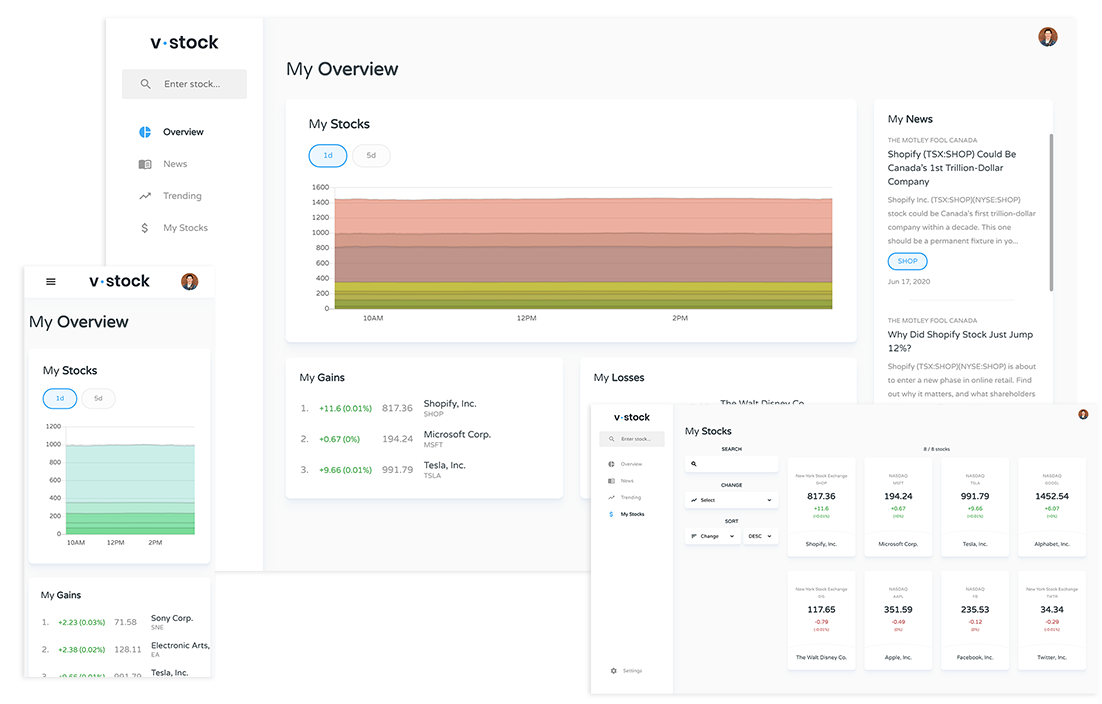 v·stock
Enter stock...
Overview
News
Trending
My Stocks
My Overview
My Stocks
1d 5d
1600
1400
1200
1000
800
600
400
200
0
10AM 12PM 2PM
My News
THE MOTLEY FOOL CANADA
Shopify (TSX:SHOP) Could Be
Canada's 1st Trillion-Dollar
Company
Shopify Inc. (TSX:SHOP)(NYSE:SHOP)
stock could be Canada's first trillion-dollar
company within a decade. This one
should be a permanent fixture in yo...
SHOP
Jun 17, 2020
THE MOTLEY FOOL CANADA
Why Did Shopify Stock Just Jump
12%?
Shopify (TSX:SHOP)(NYSE:SHOP) is about
to enter a new phase in online retail. Find
out why it matters, and what shareholders
My Gains
1. +11.6 (0.01%) 817.36 Shopify, Inc.
SHOP
2. +0.67 (0%) 194.24 Microsoft Corp.
MSFT
3. +9.66 (0.01%) 991.79 Tesla, Inc.
TSLA
My Losses
The Walt Disney Co.
v·stock
My Overview
My Stocks
1d 5d
1200
1000
800
600
400
200
0
10AM 12PM 2PM
My Gains
1. +2.23 (0.03%) 71.58 Sony Corp.
SNE
2. +2.38 (0.02%) 128.11 Electronic Arts,
EA
3. +9.66 (0.01%) 991.79 Tesla, Inc.
v·stock
Enter stock...
Overview
News
Trending
My Stocks
Settings
My Stocks
SEARCH
CHANGE
Select
SORT
Change DESC
8 / 8 stocks
New York Stock Exchange
SHOP
817.36
+11.6
(+0.01%)
Shopify, Inc.
NASDAQ
MSFT
194.24
+0.67
(+0%)
Microsoft Corp.
NASDAQ
TSLA
991.79
+9.66
(+0.01%)
Tesla, Inc.
NASDAQ
GOOGL
1452.54
+6.07
(+0%)
Alphabet, Inc.
New York Stock Exchange
DIS
117.65
-0.79
(-0.01%)
The Walt Disney Co.
NASDAQ
AAPL
351.59
-0.49
(0%)
Apple, Inc.
NASDAQ
FB
235.53
-0.12
(0%)
Facebook, Inc.
New York Stock Exchange
TWTR
34.34
-0.29
(-0.01%)
Twitter, Inc.